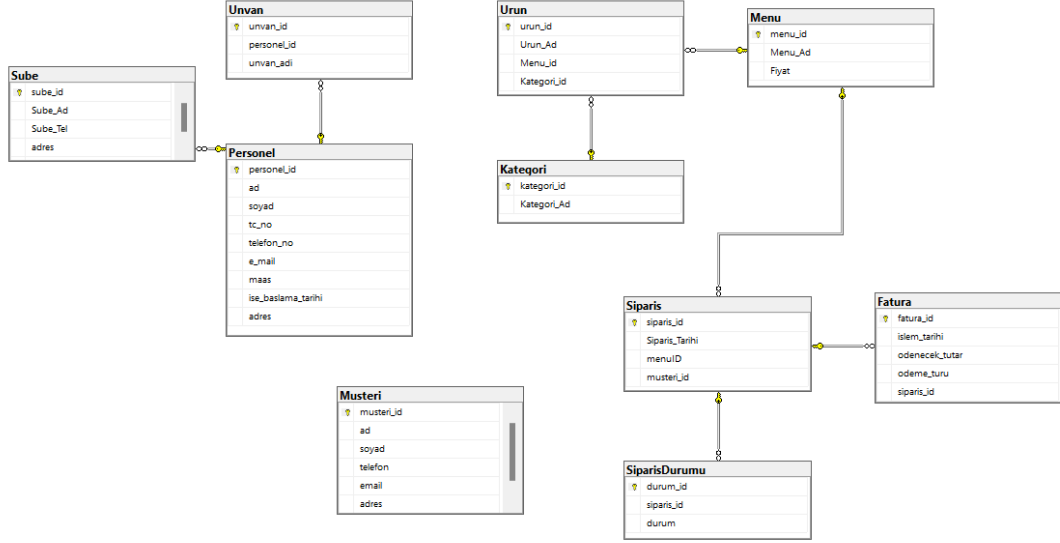 Unvan
unvan_id
personel_id
unvan_adi
Urun
urun_id
Urun_Ad
Menu_id
Kategori_id
Menu
menu_id
Menu_Ad
Fiyat
Sube
sube_id
Sube_Ad
Sube_Tel
adres
Personel
personel_id
ad
soyad
tc_no
telefon_no
e_mail
maas
ise_baslama_tarihi
adres
Kategori
kategori_id
Kategori_Ad
Siparis
siparis_id
Siparis_Tarihi
menuID
musteri_id
Fatura
fatura_id
islem_tarihi
odenecek_tutar
odeme_turu
siparis_id
Musteri
musteri_id
ad
soyad
telefon
email
adres
SiparisDurumu
durum_id
siparis_id
durum